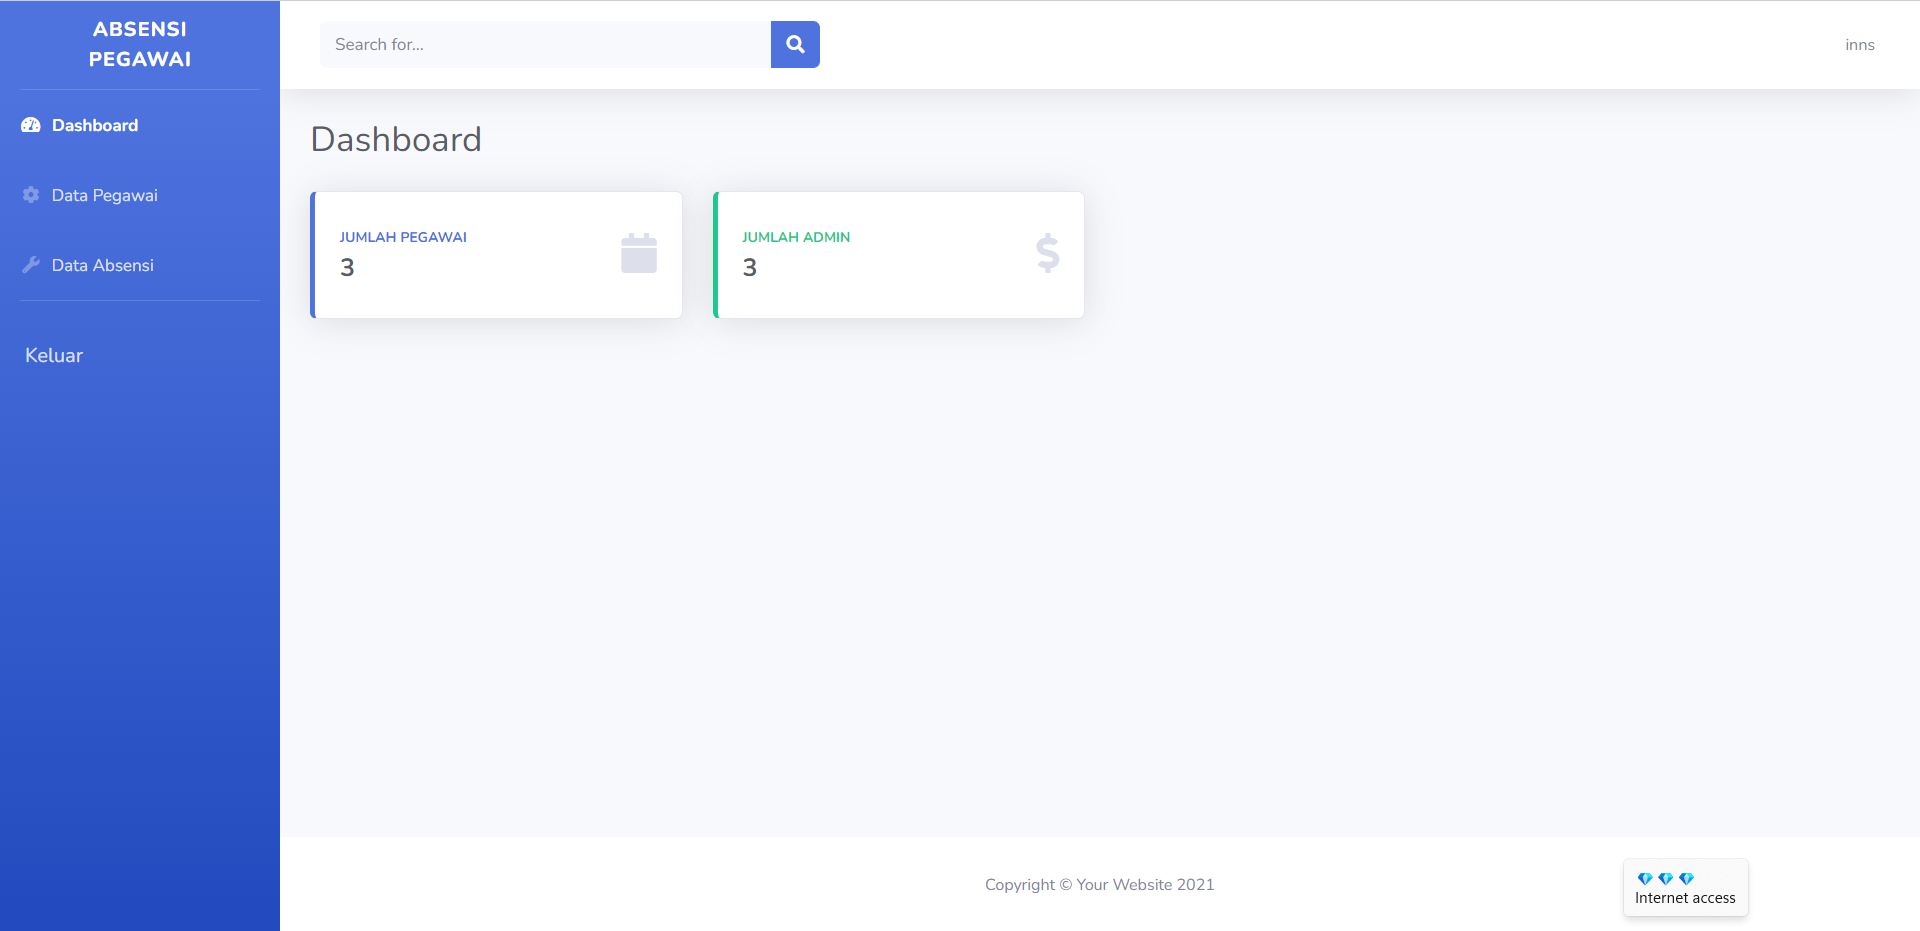 ABSENSI
PEGAWAI
Dashboard
Data Pegawai
Data Absensi
Keluar
Search for...
inns
Dashboard
JUMLAH PEGAWAI
3
JUMLAH ADMIN
3
Copyright © Your Website 2021
💎 💎 💎
Internet access